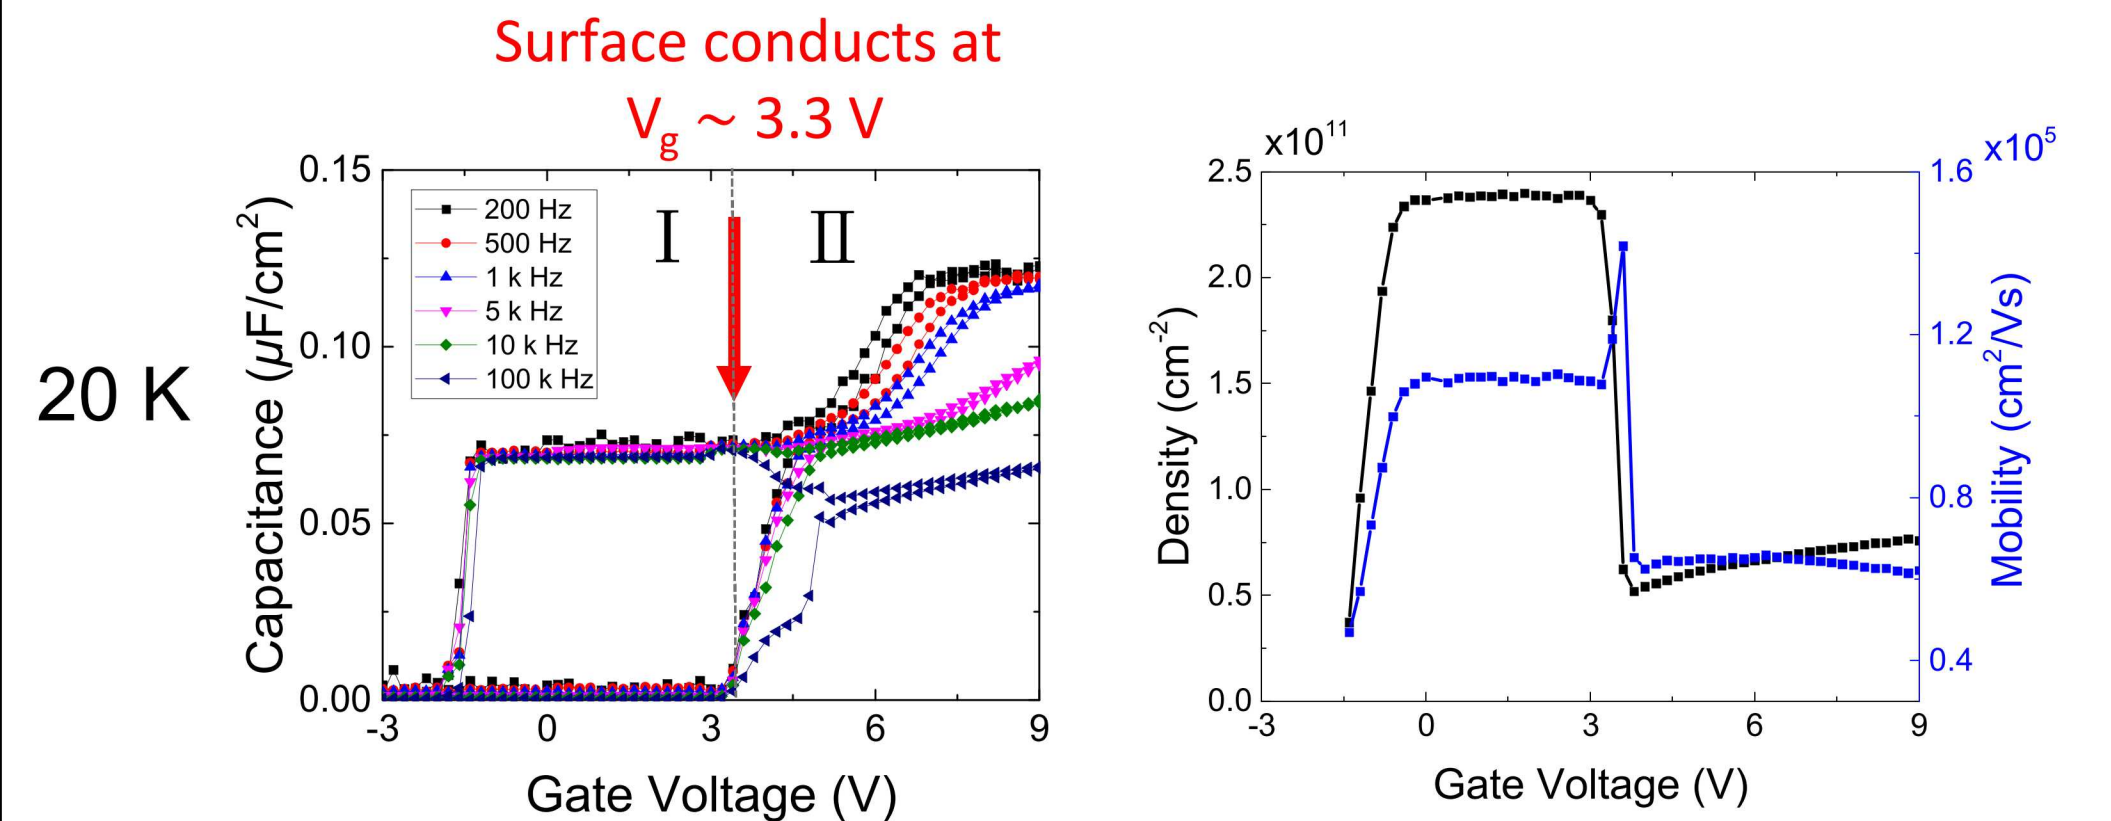 Surface conducts at
Vg ~ 3.3 V
20 K
Capacitance (μF/cm²)
0.15
0.10
0.05
0.00
200 Hz
500 Hz
1 k Hz
5 k Hz
10 k Hz
100 k Hz
I
II
-3
0
3
6
9
Gate Voltage (V)
x10¹¹
Density (cm⁻²)
2.5
2.0
1.5
1.0
0.5
0.0
x10⁵
1.6
1.2
0.8
0.4
Mobility (cm²/Vs)
-3
0
3
6
9
Gate Voltage (V)